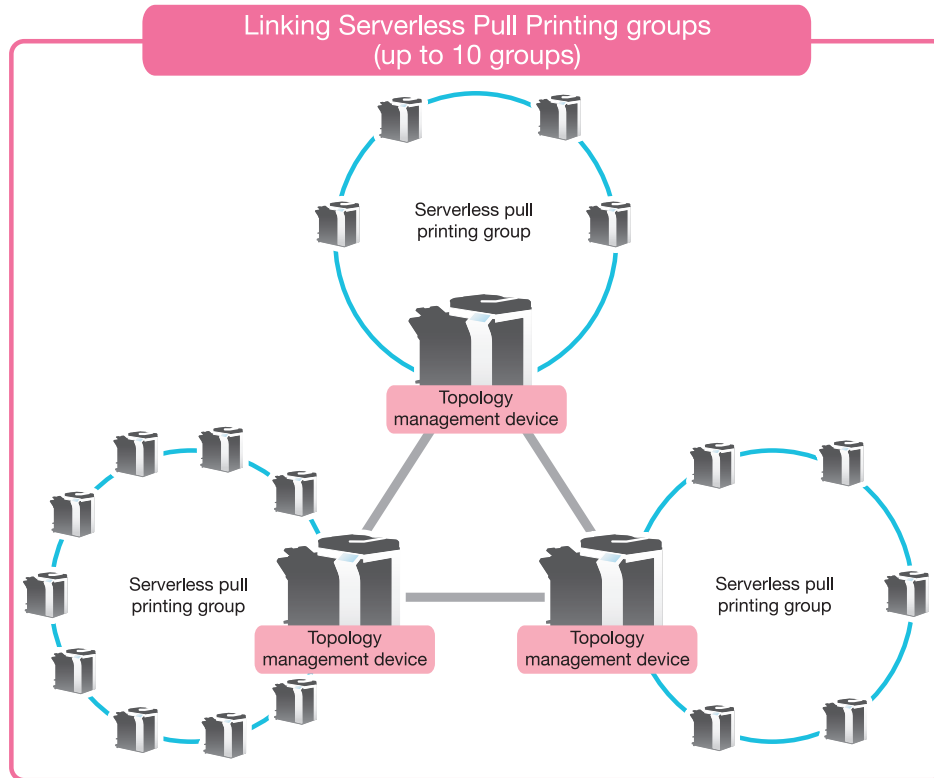 Linking Serverless Pull Printing groups
(up to 10 groups)
Serverless pull
printing group
Topology
management device
Serverless pull
printing group
Topology
management device
Topology
management device
Serverless pull
printing group